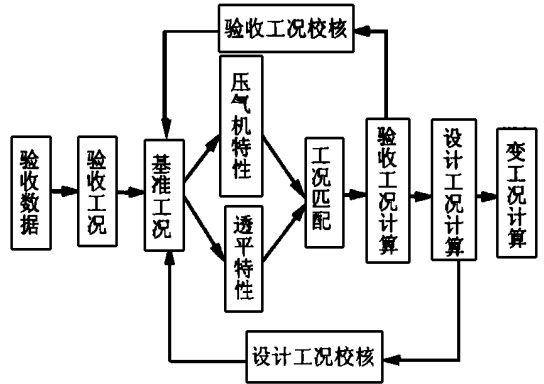 验收工况校核
压气机特性
验收数据
验收工况
基准工况
透平特性
工况匹配
验收工况计算
设计工况计算
变工况计算
设计工况校核